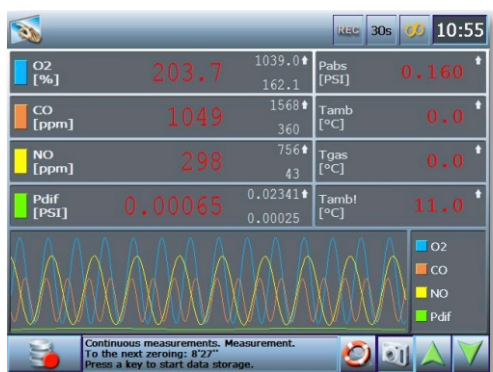 REC 30s 10:55
O2 [%] 203.7 1039.0 162.1
Pabs [PSI] 0.160
CO [ppm] 1049 1568 360
Tamb [°C] 0.0
NO [ppm] 298 756 43
Tgas [°C] 0.0
Pdif [PSI] 0.00065 0.02341 0.00025
Tamb! [°C] 11.0
O2
CO
NO
Pdif
Continuous measurements. Measurement.
To the next zeroing: 8'27"
Press a key to start data storage.